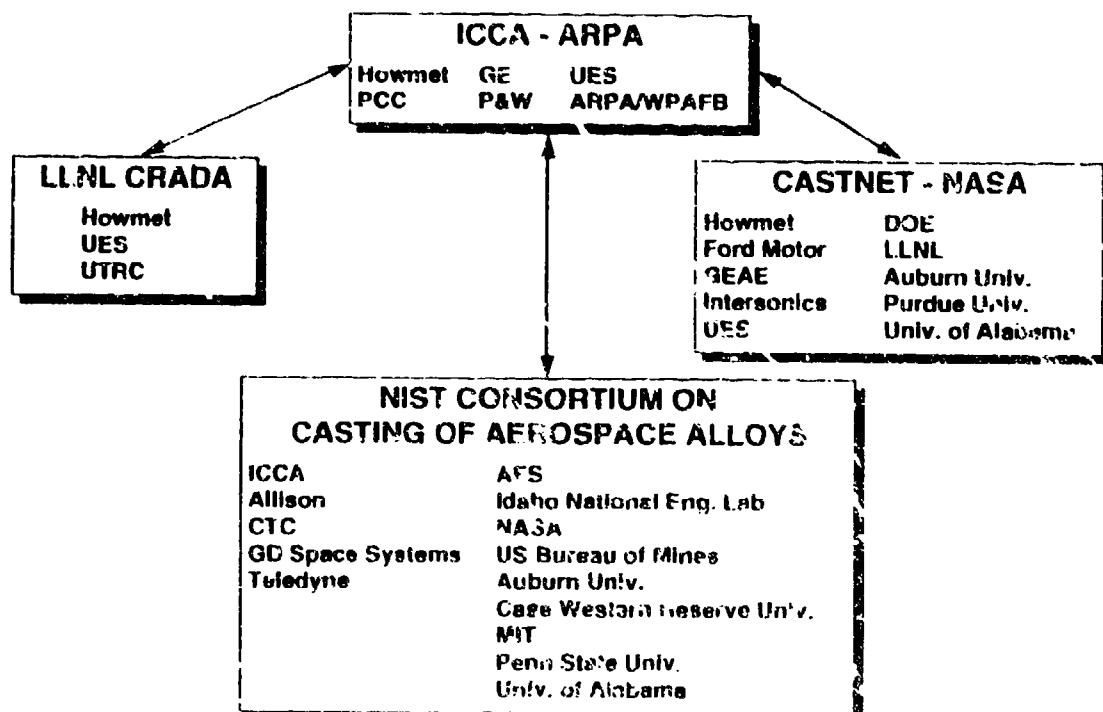 ICCA - ARPA
Howmet GE UES
PCC P&W ARPA/WPAFB
LLNL CRADA
Howmet
UES
UTRC
CASTNET - NASA
Howmet DOE
Ford Motor LLNL
GEAE Auburn Univ.
Intersonics Purdue Univ.
UES Univ. of Alabama
NIST CONSORTIUM ON
CASTING OF AEROSPACE ALLOYS
ICCA AFS
Allison Idaho National Eng. Lab
CTC NASA
GD Space Systems US Bureau of Mines
Teledyne Auburn Univ.
Case Western Reserve Univ.
MIT
Penn State Univ.
Univ. of Alabama